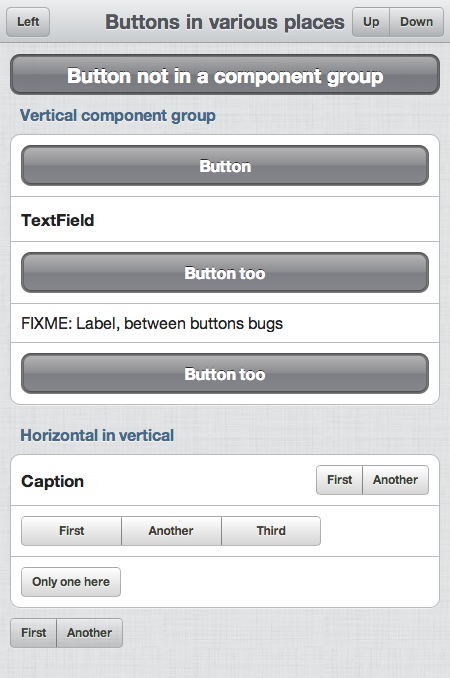 Left Buttons in various places Up Down
Button not in a component group
Vertical component group
Button
TextField
Button too
FIXME: Label, between buttons bugs
Button too
Horizontal in vertical
Caption First Another
First Another Third
Only one here
First Another